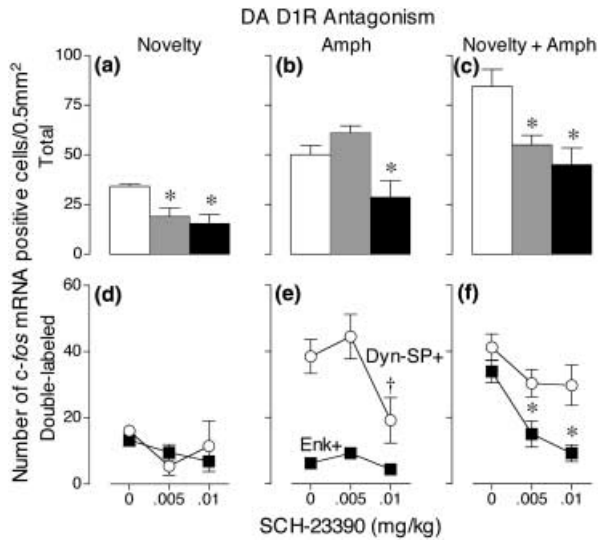 DA D1R Antagonism
Novelty
Amph
Novelty + Amph
Number of c-fos mRNA positive cells/0.5mm²
Total
Double-labeled
100
75
50
25
0
(a)
*
*
(b)
*
(c)
*
*
60
40
20
0
(d)
(e)
Dyn-SP+
†
Enk+
(f)
*
*
0 .005 .01
0 .005 .01
0 .005 .01
SCH-23390 (mg/kg)